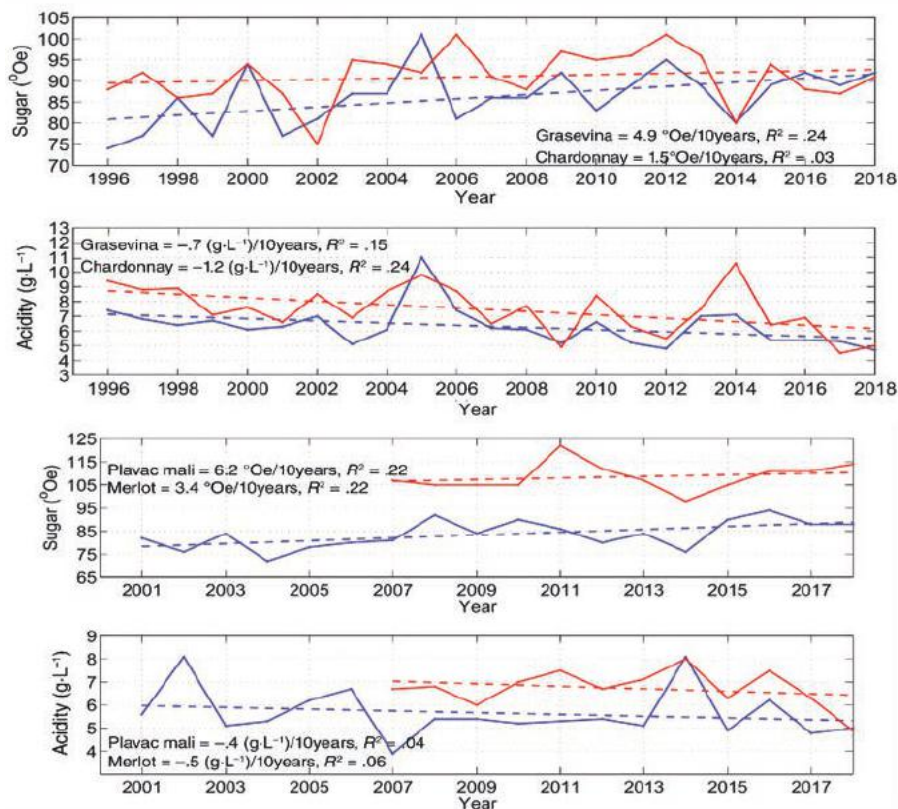 105
100
95
90
85
80
75
70
Sugar (°Oe)
Grasevina = 4.9 °Oe/10years, R² = .24
Chardonnay = 1.5°Oe/10years, R² = .03
1996 1998 2000 2002 2004 2006 2008 2010 2012 2014 2016 2018
Year
13
12
11
10
9
8
7
6
5
4
3
Acidity (g·L⁻¹)
Grasevina = –.7 (g·L⁻¹)/10years, R² = .15
Chardonnay = –1.2 (g·L⁻¹)/10years, R² = .24
1996 1998 2000 2002 2004 2006 2008 2010 2012 2014 2016 2018
Year
125
115
105
95
85
75
65
Sugar (°Oe)
Plavac mali = 6.2 °Oe/10years, R² = .22
Merlot = 3.4 °Oe/10years, R² = .22
2001 2003 2005 2007 2009 2011 2013 2015 2017
Year
9
8
7
6
5
4
Acidity (g·L⁻¹)
Plavac mali = –.4 (g·L⁻¹)/10years, R² = .04
Merlot = –.5 (g·L⁻¹)/10years, R² = .06
2001 2003 2005 2007 2009 2011 2013 2015 2017
Year